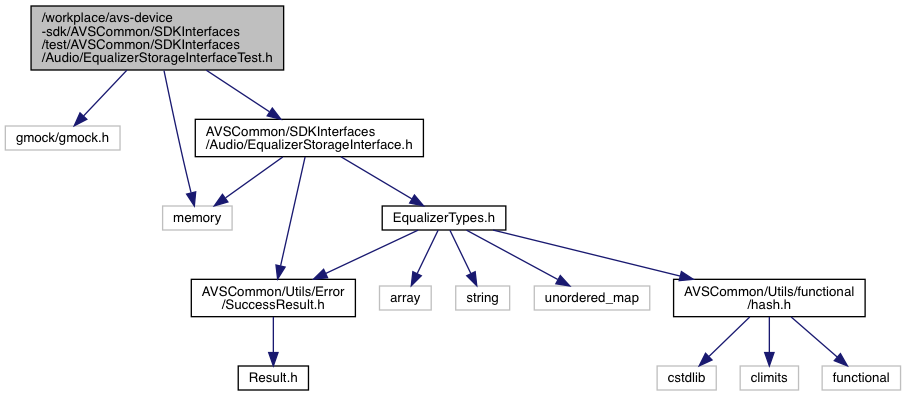 /workplace/avs-device
-sdk/AVSCommon/SDKInterfaces
/test/AVSCommon/SDKInterfaces
/Audio/EqualizerStorageInterfaceTest.h
gmock/gmock.h
AVSCommon/SDKInterfaces
/Audio/EqualizerStorageInterface.h
memory
EqualizerTypes.h
AVSCommon/Utils/Error
/SuccessResult.h
array
string
unordered_map
AVSCommon/Utils/functional
/hash.h
Result.h
cstdlib
climits
functional